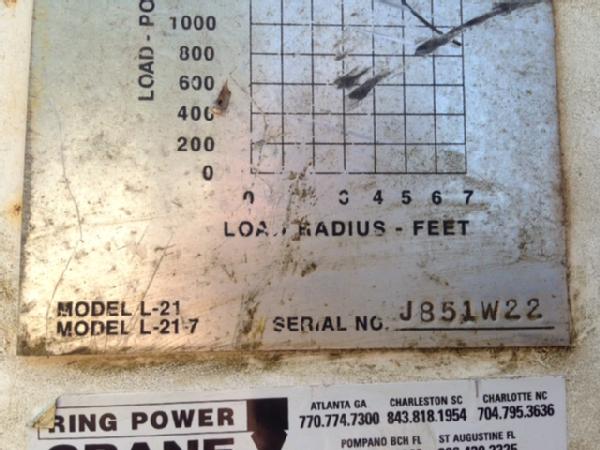 LOAD - PO
1000
800
600
400
200
0
0 3 4 5 6 7
LOAD RADIUS - FEET
MODEL L-21
MODEL L-21-7
SERIAL NO. J851W22
RING POWER
CRANE
ATLANTA GA
770.774.7300
CHARLESTON SC
843.818.1954
CHARLOTTE NC
704.795.3636
POMPANO BCH FL
ST AUGUSTINE FL